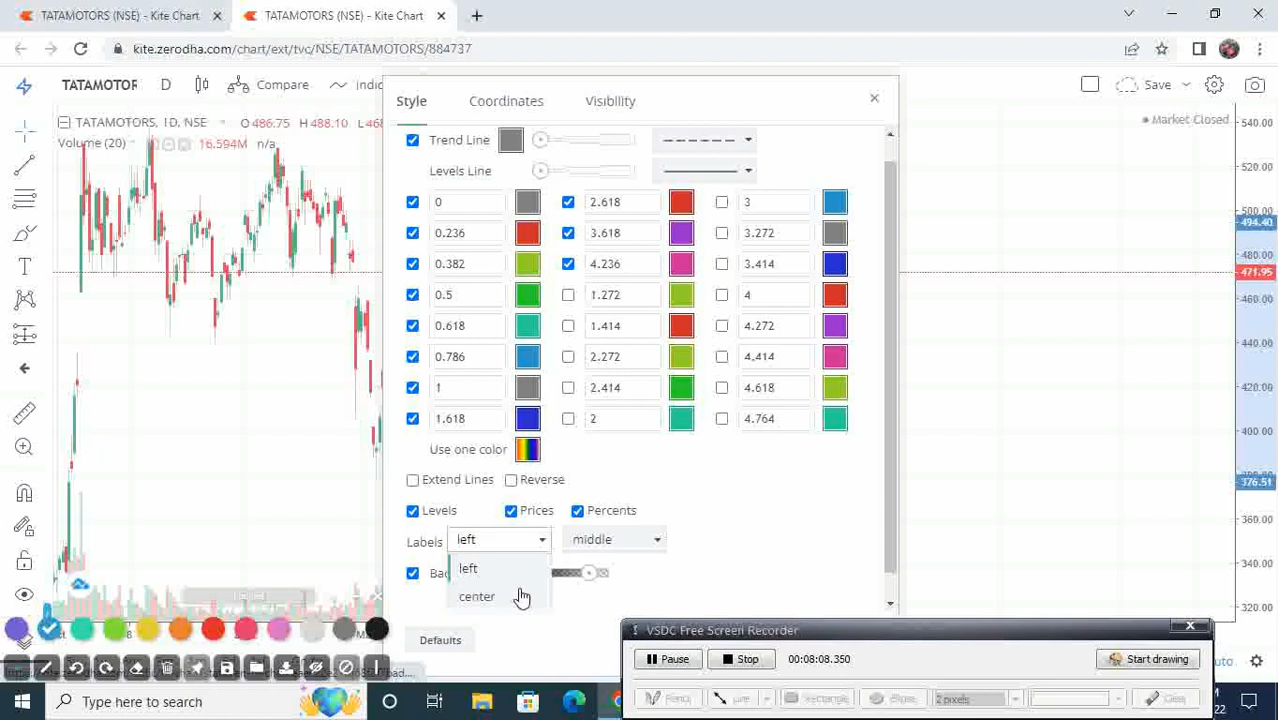 TATAMOTORS (NSE) - Kite Chart
TATAMOTORS (NSE) - Kite Chart
kite.zerodha.com/chart/ext/tvc/NSE/TATAMOTORS/884737
TATAMOTOR
D
Compare
Save
Style
Coordinates
Visibility
TATAMOTORS, 1D, NSE
O 486.75 H 488.10
Market Closed
Volume (20)
16.594M n/a
Trend Line
Levels Line
0
2.618
3
0.236
3.618
3.272
0.382
4.236
3.414
0.5
1.272
4
0.618
1.414
4.272
0.786
2.272
4.414
1
2.414
4.618
1.618
2
4.764
Use one color
Extend Lines
Reverse
Levels
Prices
Percents
Labels
left
middle
left
center
Defaults
540.00
520.00
500.00
494.40
480.00
471.95
460.00
440.00
420.00
400.00
376.51
360.00
340.00
320.00
VSDC Free Screen Recorder
Pause
Stop
00:08:08.350
Start drawing
Line
Rectangle
Ellipse
2 pixels
Clear
Type here to search